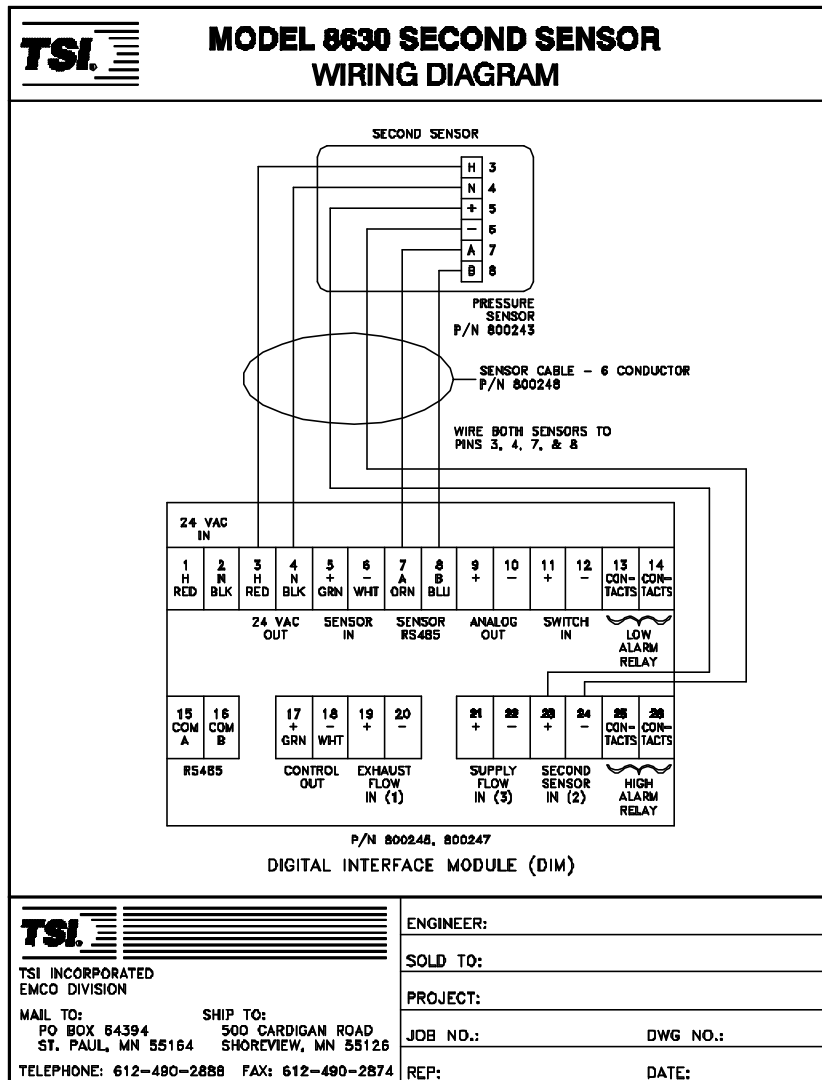 TSI
MODEL 8630 SECOND SENSOR
WIRING DIAGRAM
SECOND SENSOR
H 3
N 4
+ 5
− 6
A 7
B 8
PRESSURE
SENSOR
P/N 800243
SENSOR CABLE − 6 CONDUCTOR
P/N 800248
WIRE BOTH SENSORS TO
PINS 3, 4, 7, & 8
24 VAC
IN
1 2 3 4 5 6 7 8 9 10 11 12 13 14
H N H N + − A B + − + − CON− CON−
RED BLK RED BLK GRN WHT ORN BLU TACTS TACTS
24 VAC SENSOR SENSOR ANALOG SWITCH LOW
OUT IN RS485 OUT IN ALARM
RELAY
15 16 17 18 19 20 21 22 23 24 25 26
COM COM + − + − + − + − CON− CON−
A B GRN WHT TACTS TACTS
RS485 CONTROL EXHAUST SUPPLY SECOND HIGH
OUT FLOW FLOW SENSOR ALARM
IN (1) IN (3) IN (2) RELAY
P/N 800246, 800247
DIGITAL INTERFACE MODULE (DIM)
TSI
TSI INCORPORATED
EMCO DIVISION
MAIL TO: SHIP TO:
PO BOX 64394 500 CARDIGAN ROAD
ST. PAUL, MN 55164 SHOREVIEW, MN 55126
TELEPHONE: 612−490−2888 FAX: 612−490−2874
ENGINEER:
SOLD TO:
PROJECT:
JOB NO.: DWG NO.:
REP: DATE: